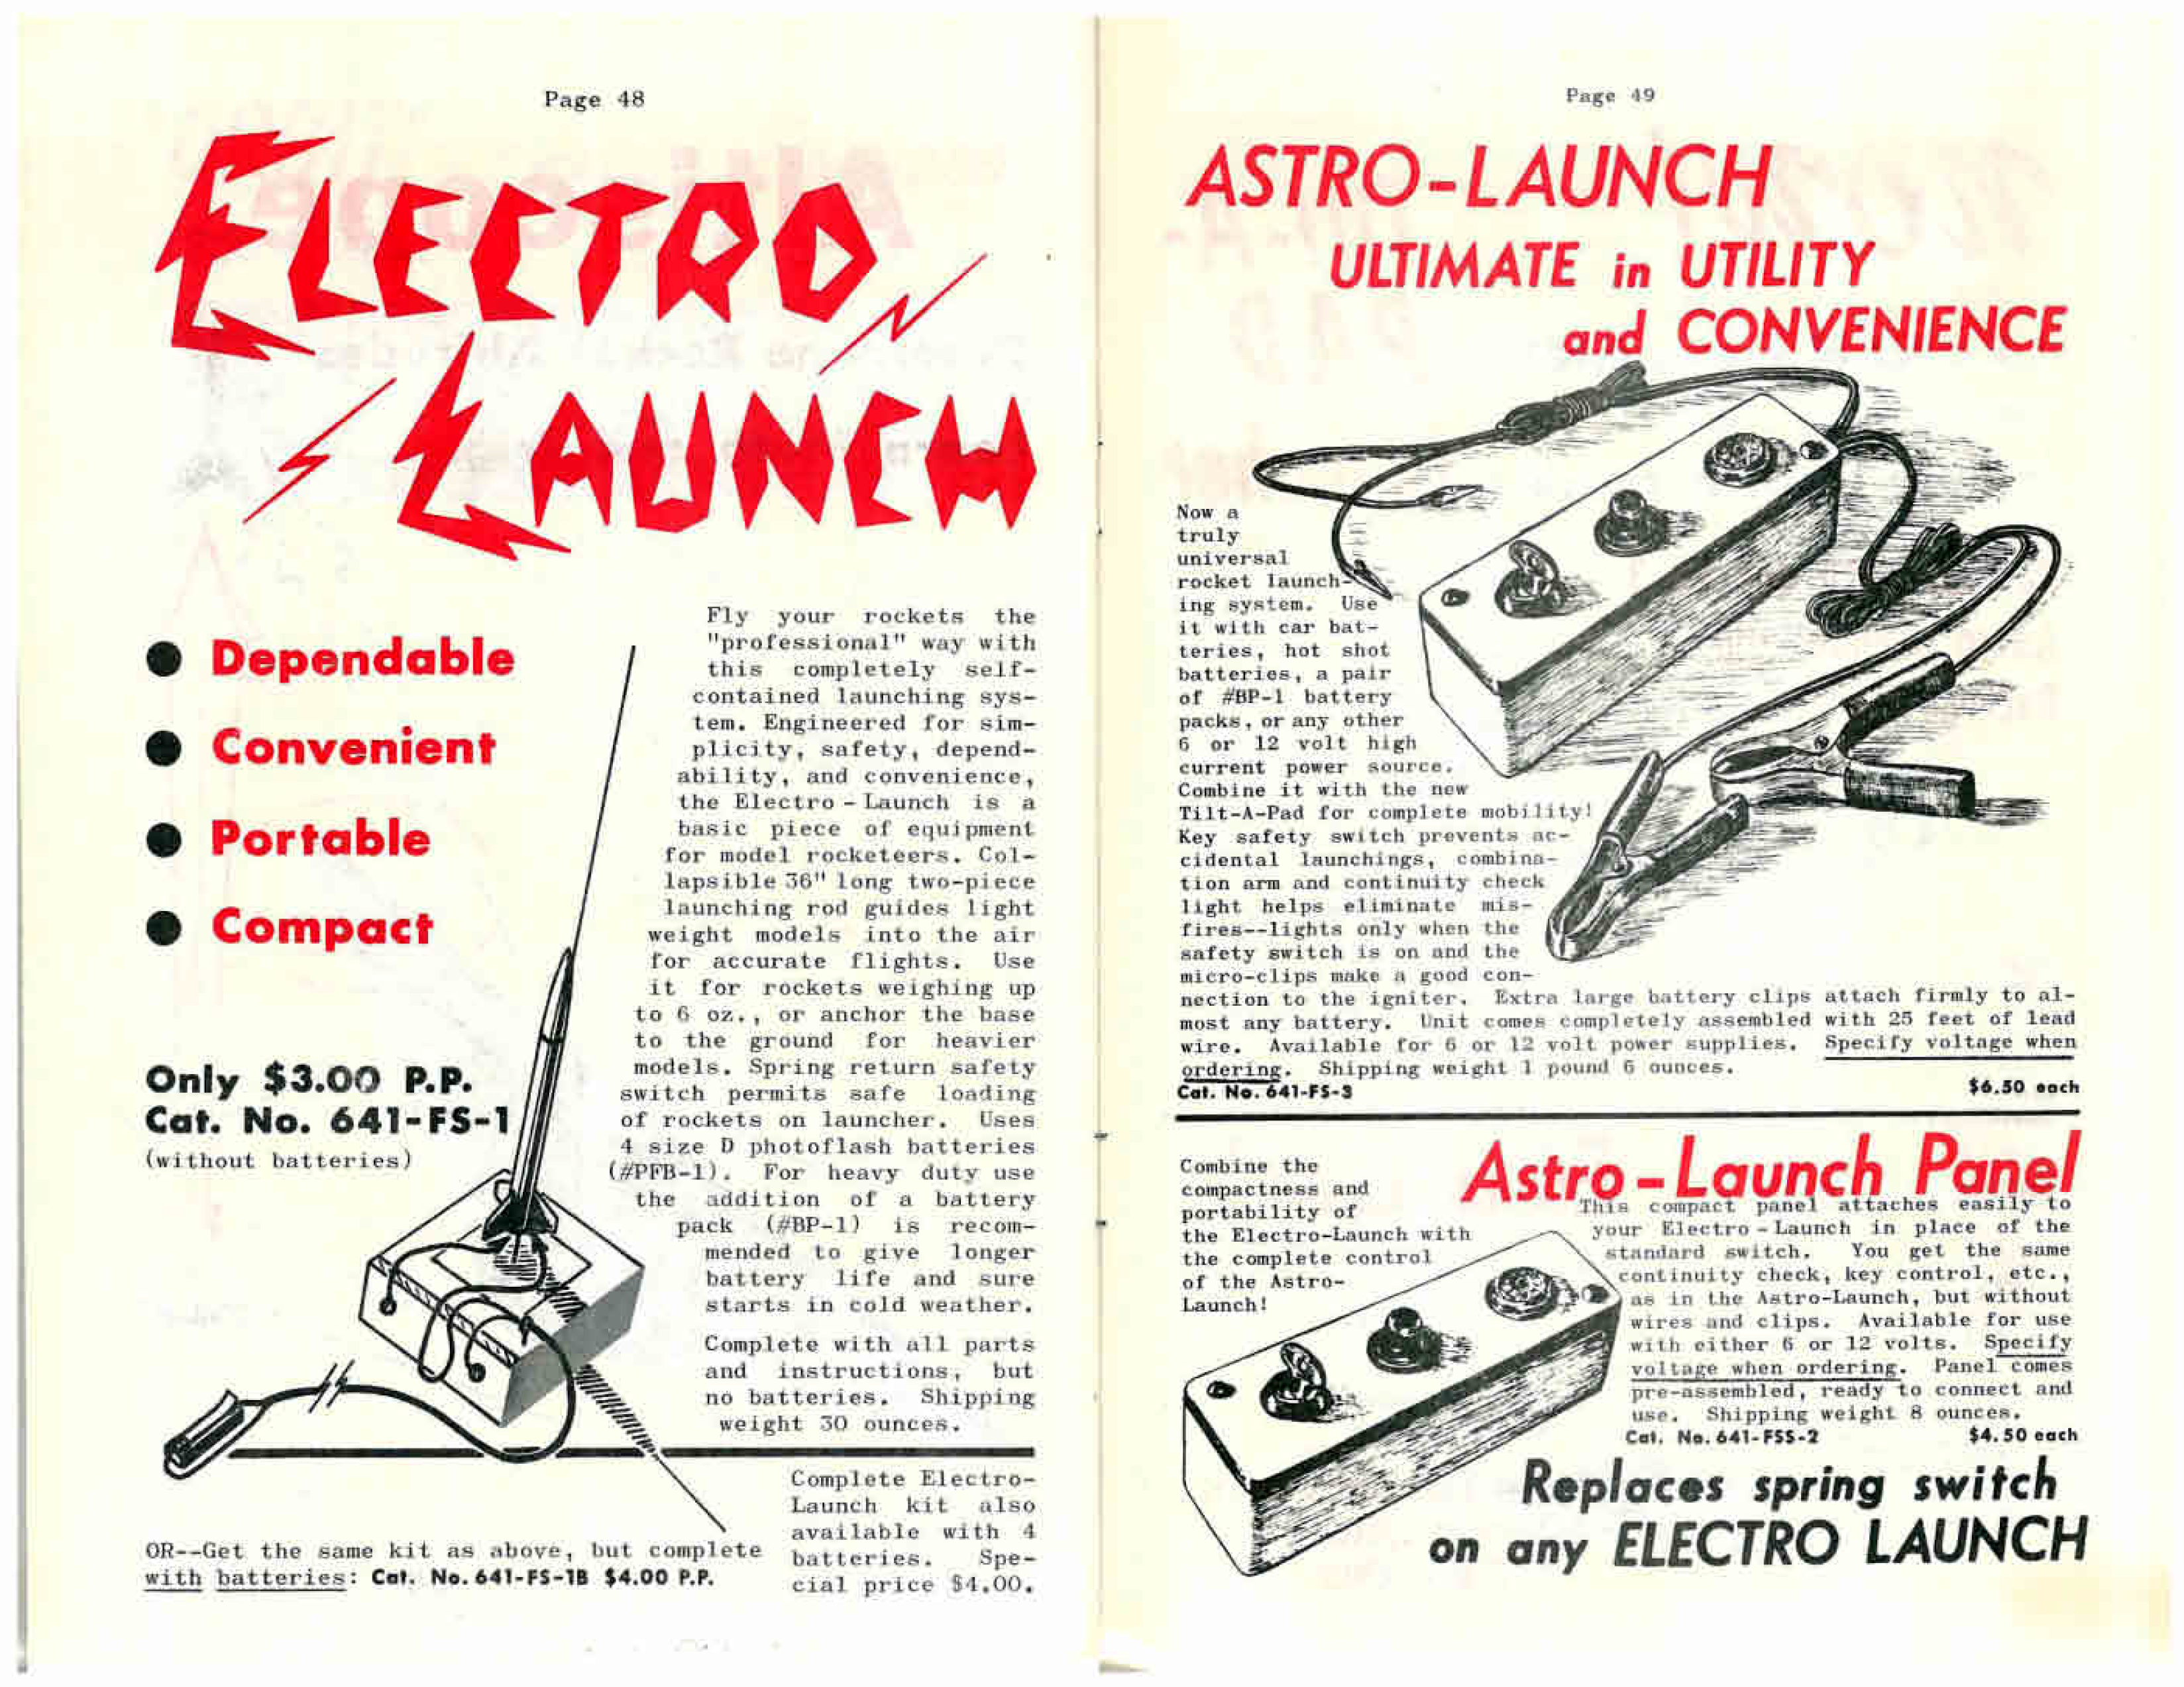 Page 48
ELECTRO
LAUNCH
● Dependable
● Convenient
● Portable
● Compact
Only $3.00 P.P.
Cat. No. 641-FS-1
(without batteries)
Fly your rockets the
"professional" way with
this completely self-
contained launching sys-
tem. Engineered for sim-
plicity, safety, depend-
ability, and convenience,
the Electro - Launch is a
basic piece of equipment
for model rocketeers. Col-
lapsible 36" long two-piece
launching rod guides light
weight models into the air
for accurate flights. Use
it for rockets weighing up
to 6 oz., or anchor the base
to the ground for heavier
models. Spring return safety
switch permits safe loading
of rockets on launcher. Uses
4 size D photoflash batteries
(#PFB-1). For heavy duty use
the addition of a battery
pack (#BP-1) is recom-
mended to give longer
battery life and sure
starts in cold weather.
Complete with all parts
and instructions, but
no batteries. Shipping
weight 30 ounces.
Complete Electro-
Launch kit also
available with 4
batteries. Spe-
cial price $4.00.
OR--Get the same kit as above, but complete
with batteries: Cat. No. 641-FS-1B $4.00 P.P.
Page 49
ASTRO-LAUNCH
ULTIMATE in UTILITY
and CONVENIENCE
Now a
truly
universal
rocket launch-
ing system. Use
it with car bat-
teries, hot shot
batteries, a pair
of #BP-1 battery
packs, or any other
6 or 12 volt high
current power source.
Combine it with the new
Tilt-A-Pad for complete mobility!
Key safety switch prevents ac-
cidental launchings, combina-
tion arm and continuity check
light helps eliminate mis-
fires--lights only when the
safety switch is on and the
micro-clips make a good con-
nection to the igniter. Extra large battery clips attach firmly to al-
most any battery. Unit comes completely assembled with 25 feet of lead
wire. Available for 6 or 12 volt power supplies. Specify voltage when
ordering. Shipping weight 1 pound 6 ounces.
Cat. No. 641-FS-3 $6.50 each
Astro-Launch Panel
Combine the
compactness and
portability of
the Electro-Launch with
the complete control
of the Astro-
Launch!
This compact panel attaches easily to
your Electro - Launch in place of the
standard switch. You get the same
continuity check, key control, etc.,
as in the Astro-Launch, but without
wires and clips. Available for use
with either 6 or 12 volts. Specify
voltage when ordering. Panel comes
pre-assembled, ready to connect and
use. Shipping weight 8 ounces.
Cat. No. 641-FSS-2 $4.50 each
Replaces spring switch
on any ELECTRO LAUNCH